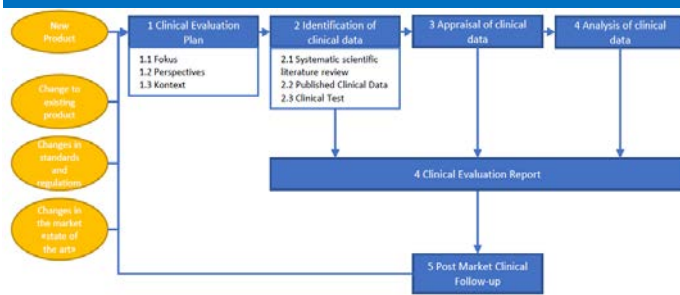 New
Product
Change to
existing
product
Changes in
standards
and
regulations
Changes in
the market
«state of
the art»
1 Clinical Evaluation
Plan
1.1 Fokus
1.2 Perspectives
1.3 Kontext
2 Identification of
clinical data
2.1 Systematic scientific
literature review
2.2 Published Clinical Data
2.3 Clinical Test
3 Appraisal of clinical
data
4 Analysis of clinical
data
4 Clinical Evaluation Report
5 Post Market Clinical
Follow-up